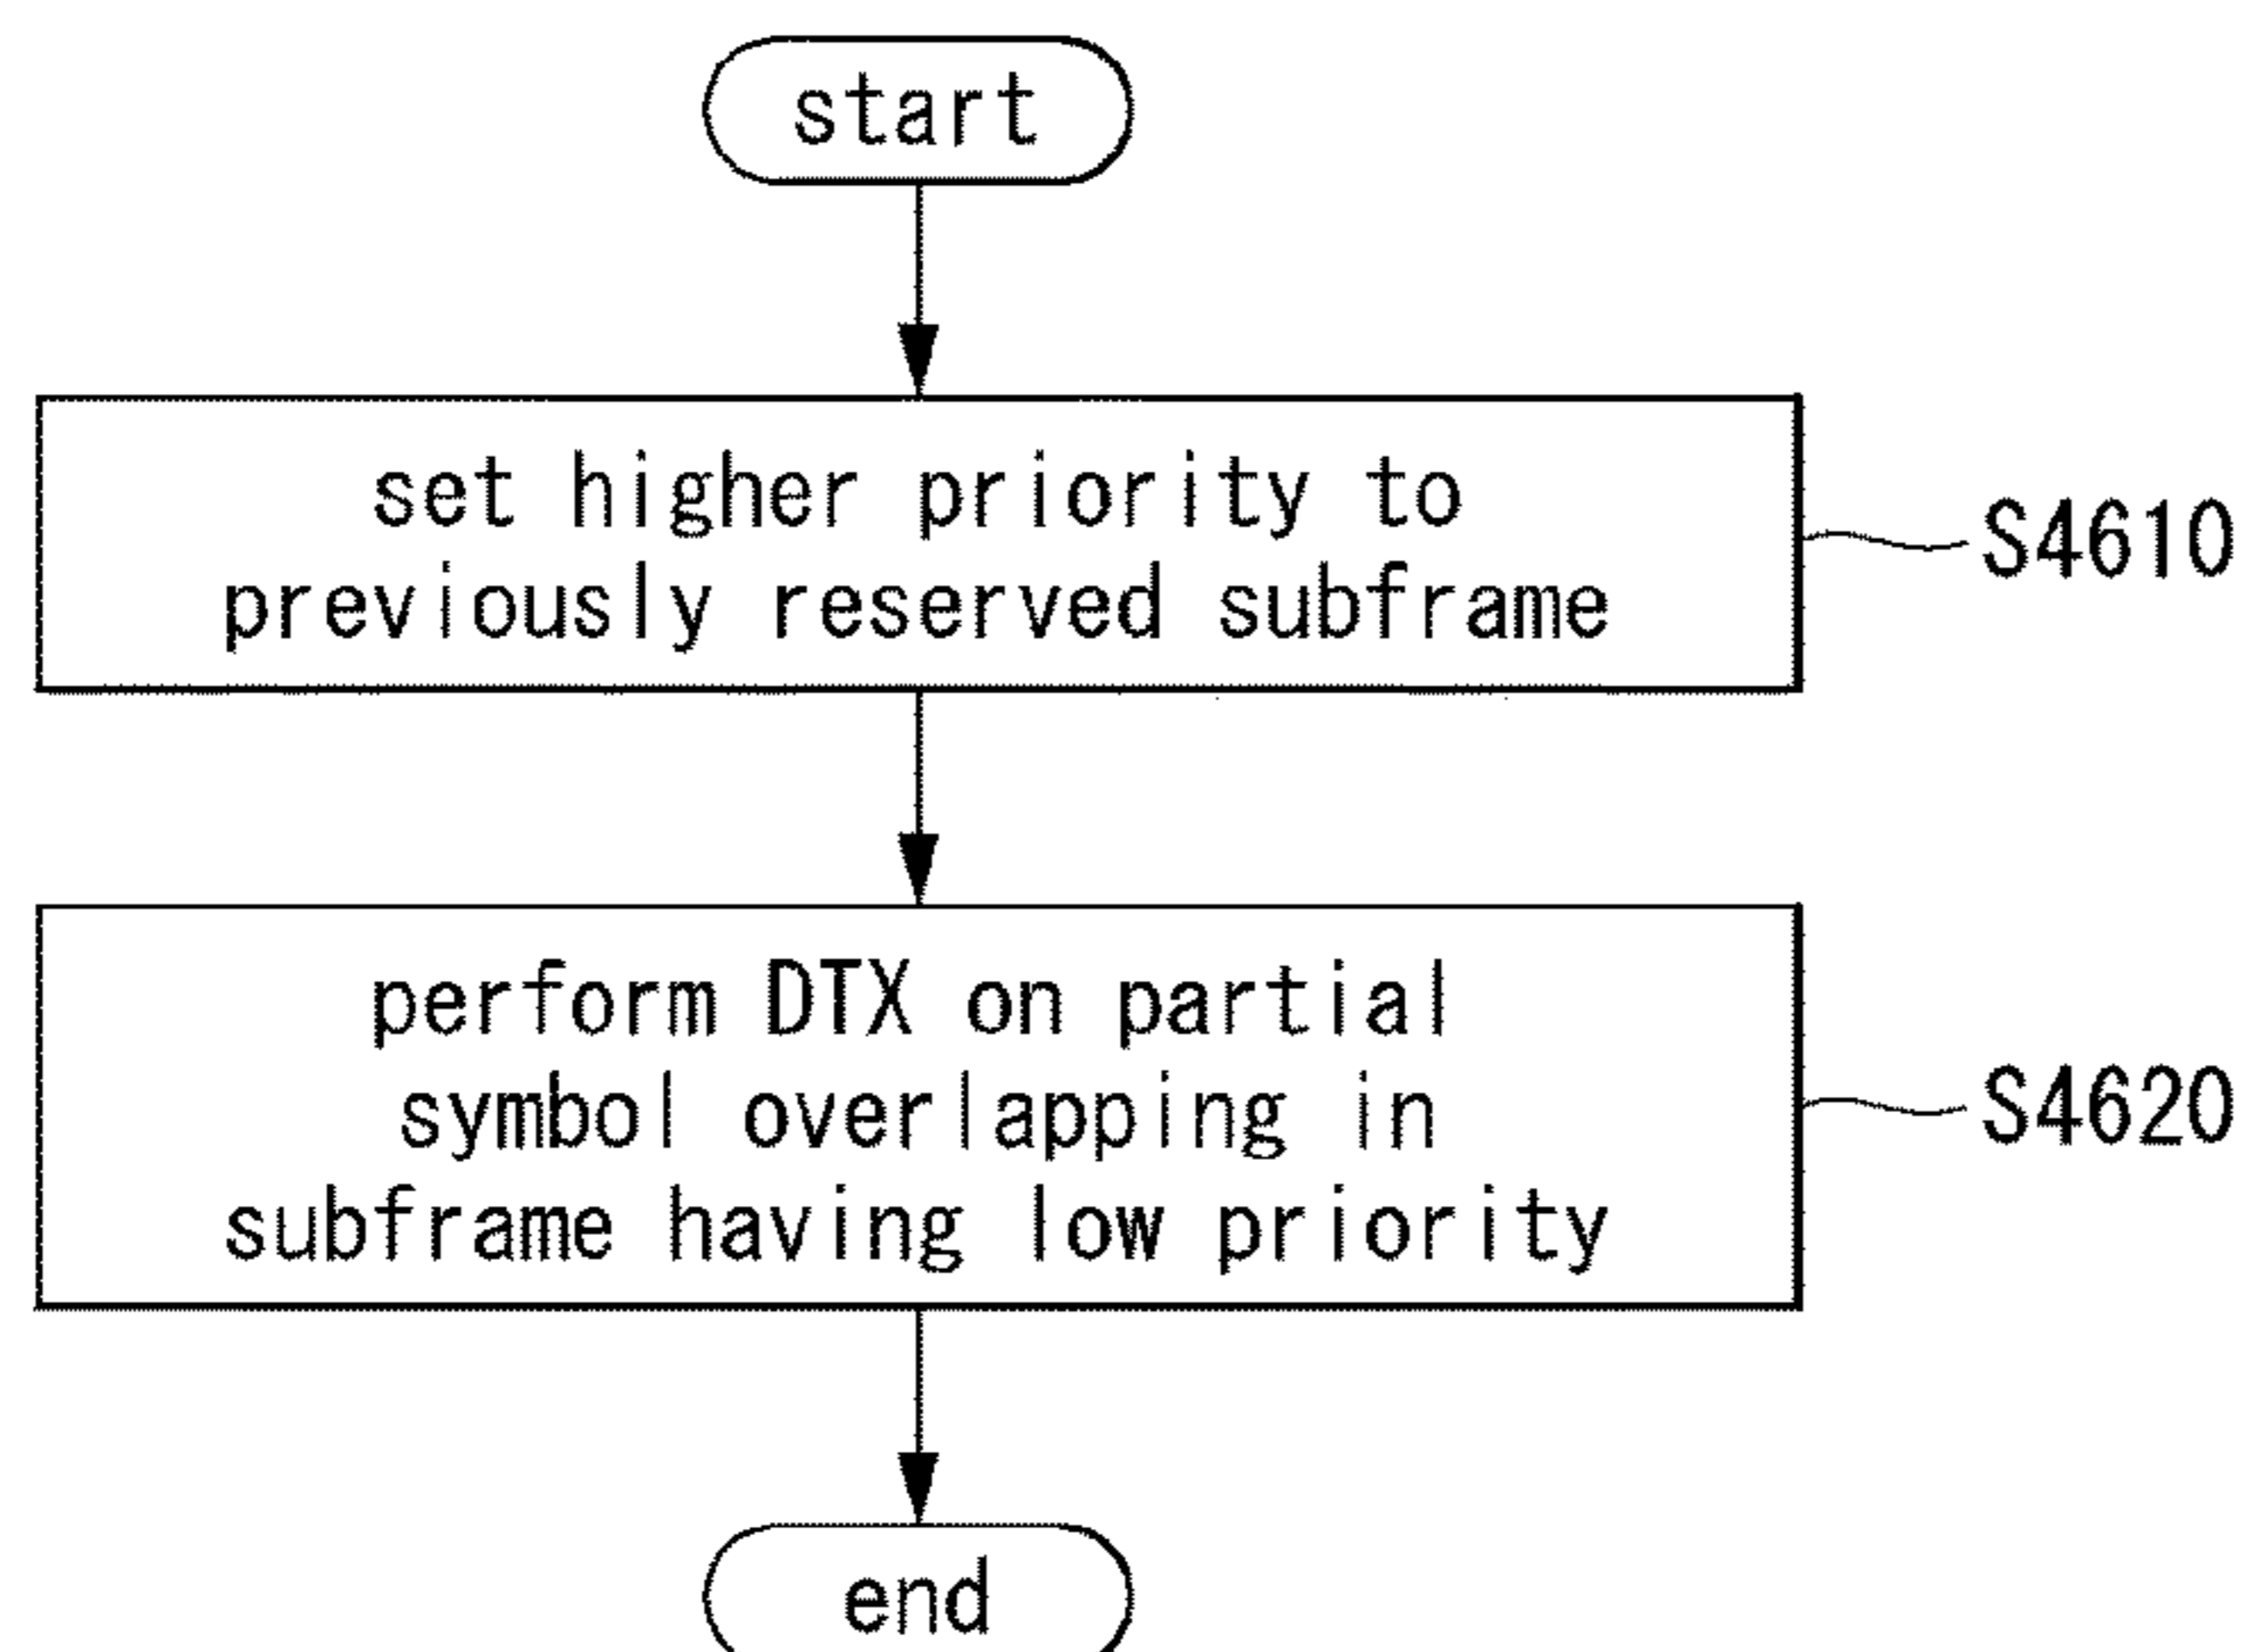 start
set higher priority to
previously reserved subframe
S4610
perform DTX on partial
symbol overlapping in
subframe having low priority
S4620
end